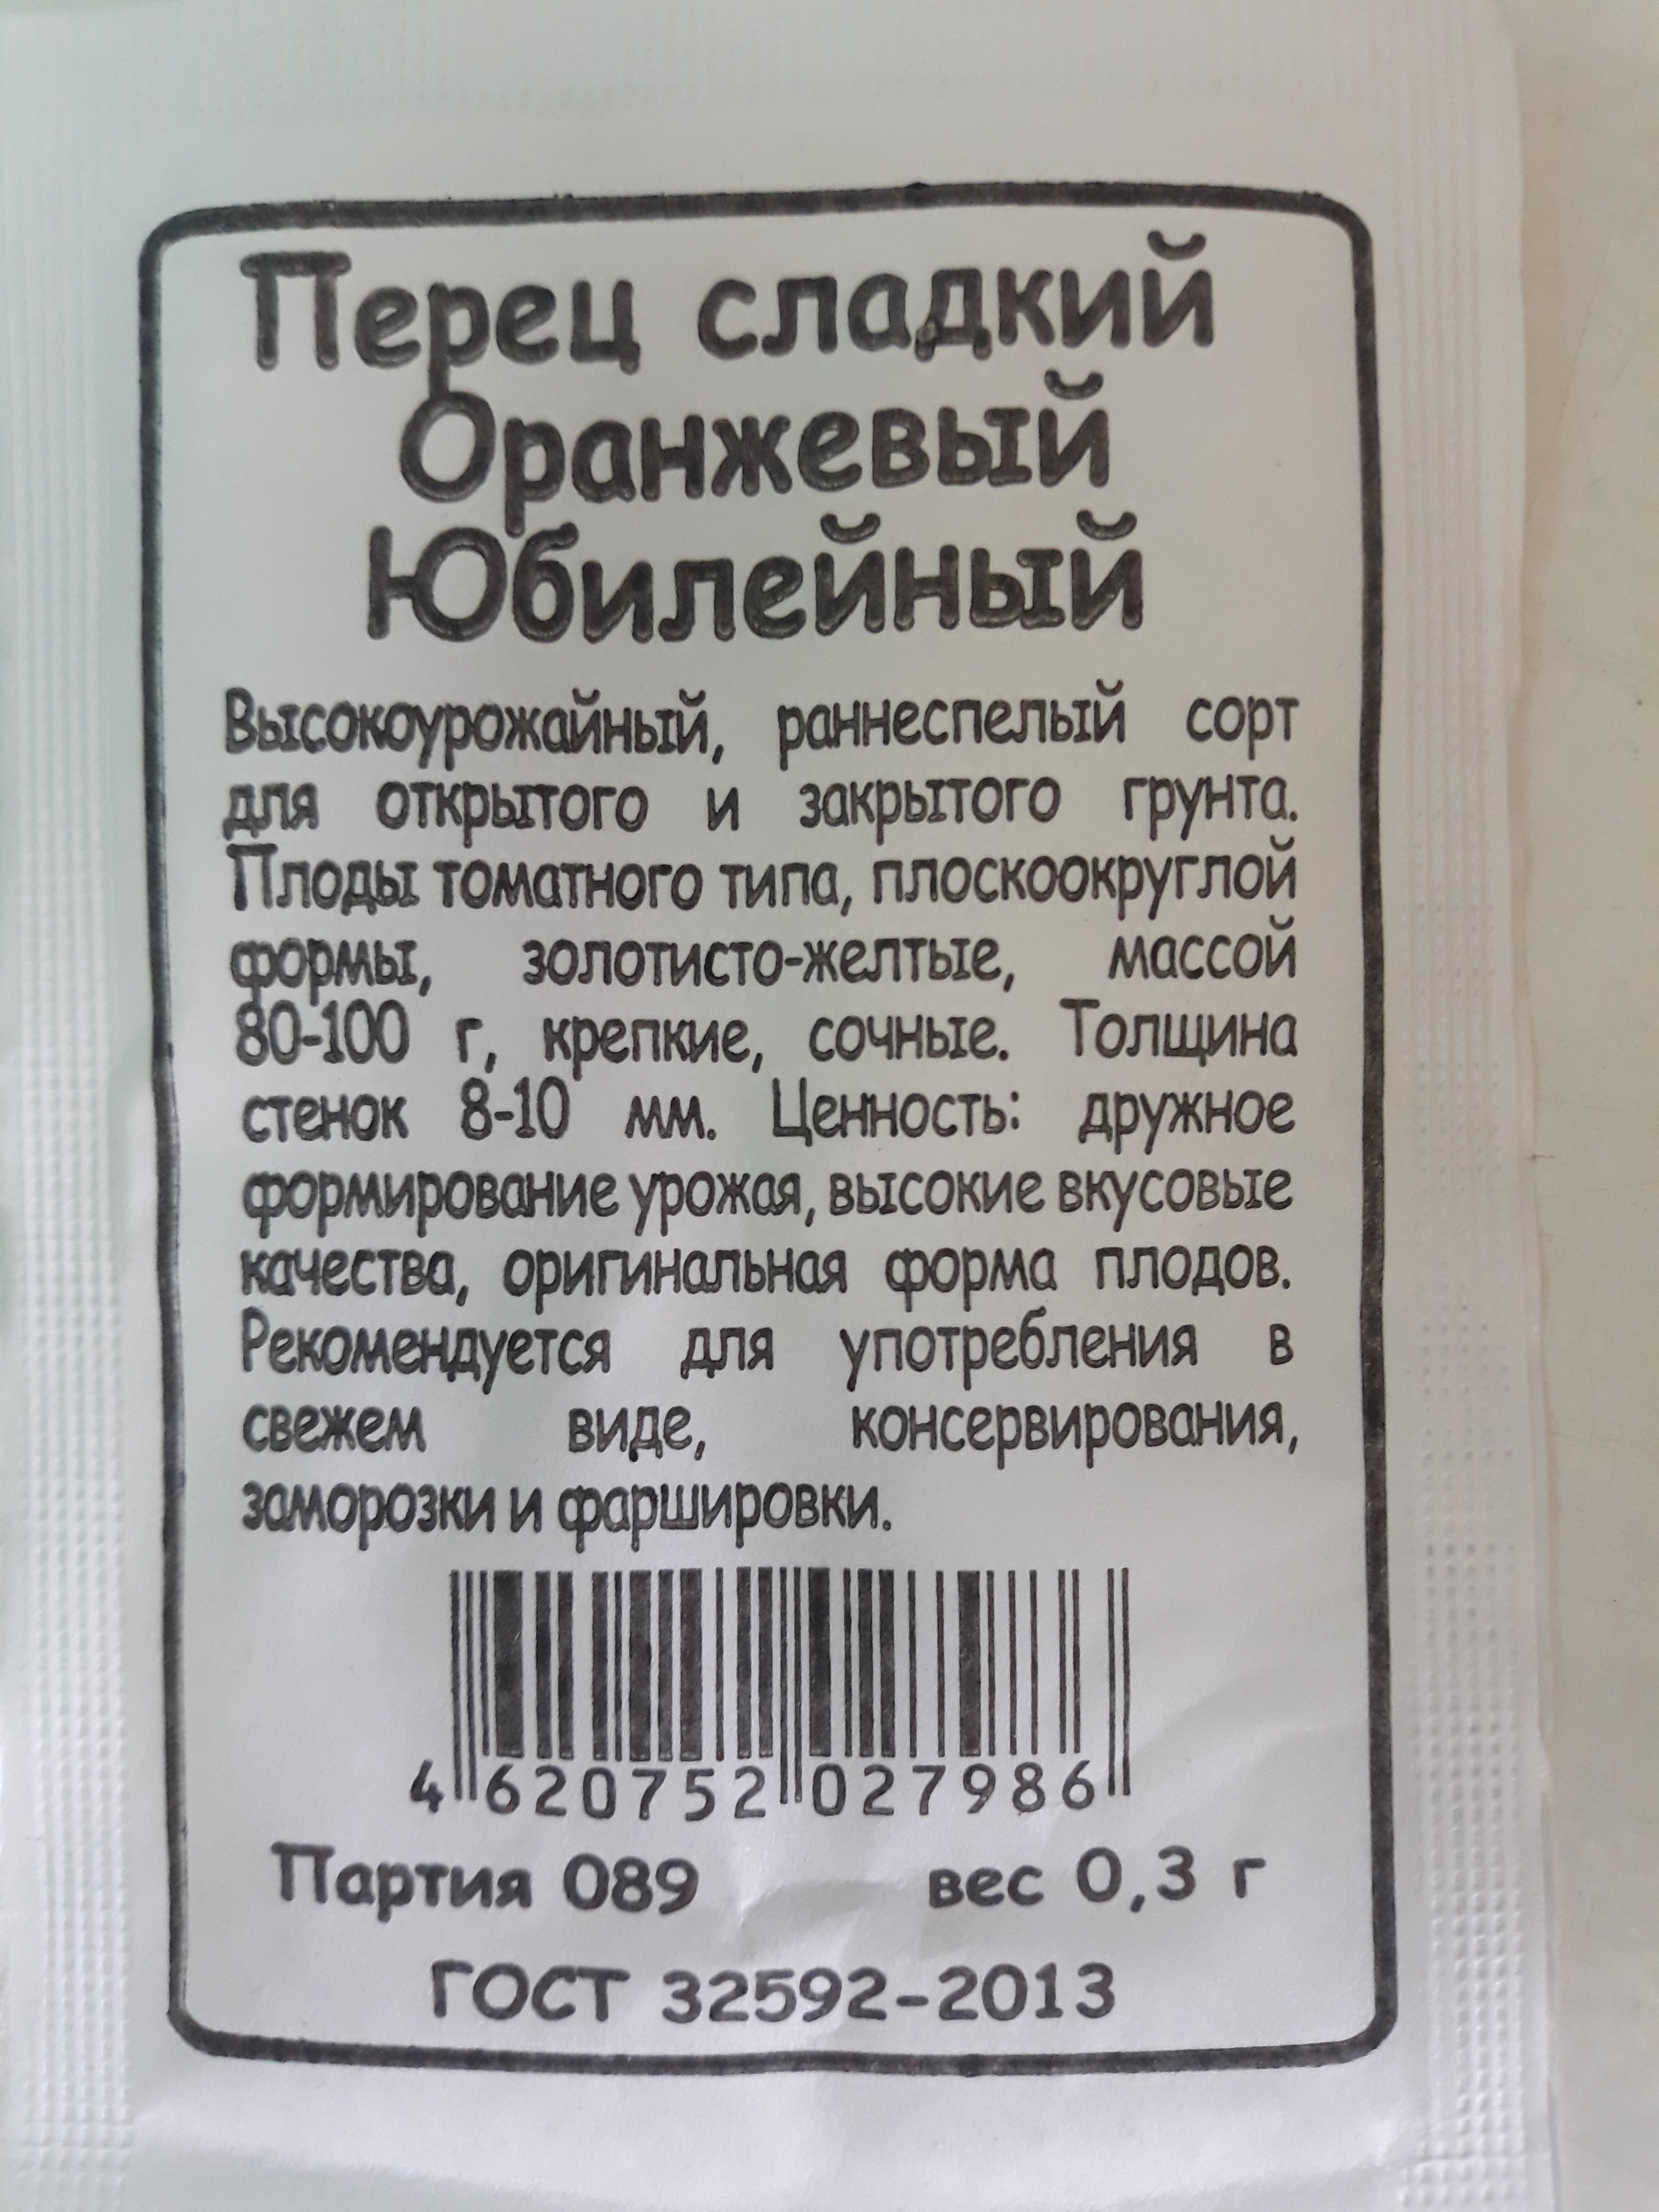 Перец сладкий
Оранжевый
Юбилейный
Высокоурожайный, раннеспелый сорт
для открытого и закрытого грунта.
Плоды томатного типа, плоскоокруглой
формы, золотисто-желтые, массой
80-100 г, крепкие, сочные. Толщина
стенок 8-10 мм. Ценность: дружное
формирование урожая, высокие вкусовые
качества, оригинальная форма плодов.
Рекомендуется для употребления в
свежем виде, консервирования,
заморозки и фаршировки.
4 620752 027986
Партия 089 вес 0,3 г
ГОСТ 32592-2013